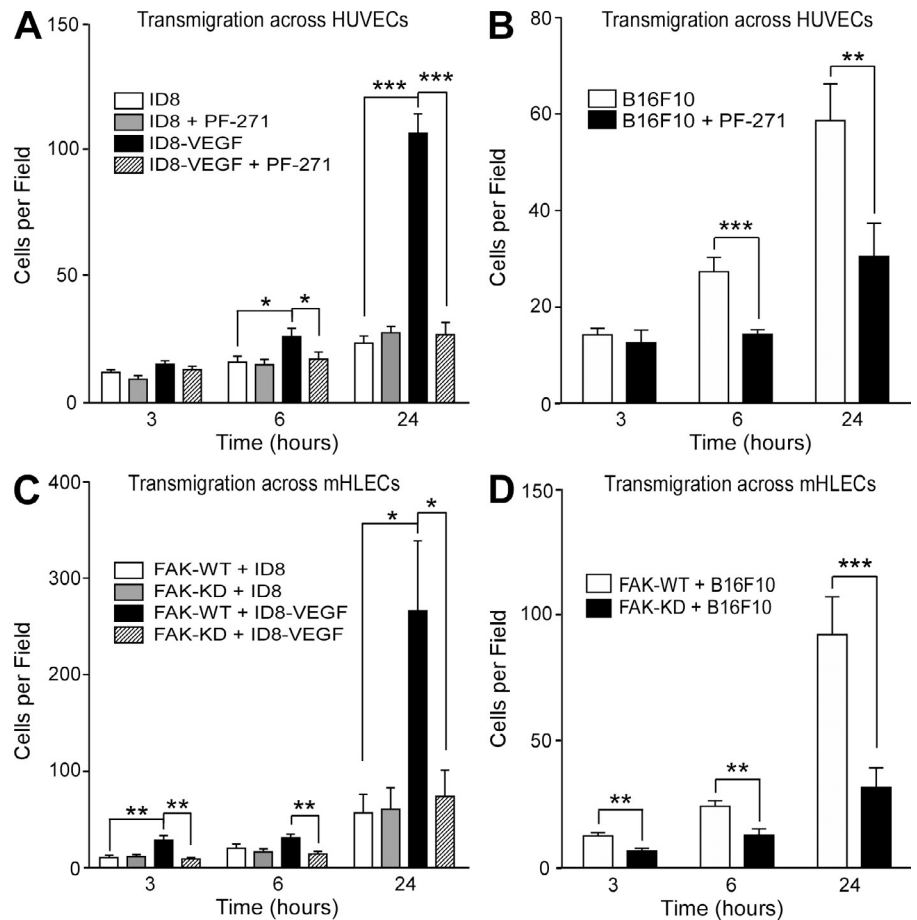 A
Transmigration across HUVECs
150
100
50
0
Cells per Field
ID8
ID8 + PF-271
ID8-VEGF
ID8-VEGF + PF-271
*
*
***
***
3
6
24
Time (hours)
B
Transmigration across HUVECs
80
60
40
20
0
Cells per Field
B16F10
B16F10 + PF-271
***
**
3
6
24
Time (hours)
C
Transmigration across mHLECs
400
300
200
100
0
Cells per Field
FAK-WT + ID8
FAK-KD + ID8
FAK-WT + ID8-VEGF
FAK-KD + ID8-VEGF
**
**
**
*
*
3
6
24
Time (hours)
D
Transmigration across mHLECs
150
100
50
0
Cells per Field
FAK-WT + B16F10
FAK-KD + B16F10
**
**
***
3
6
24
Time (hours)